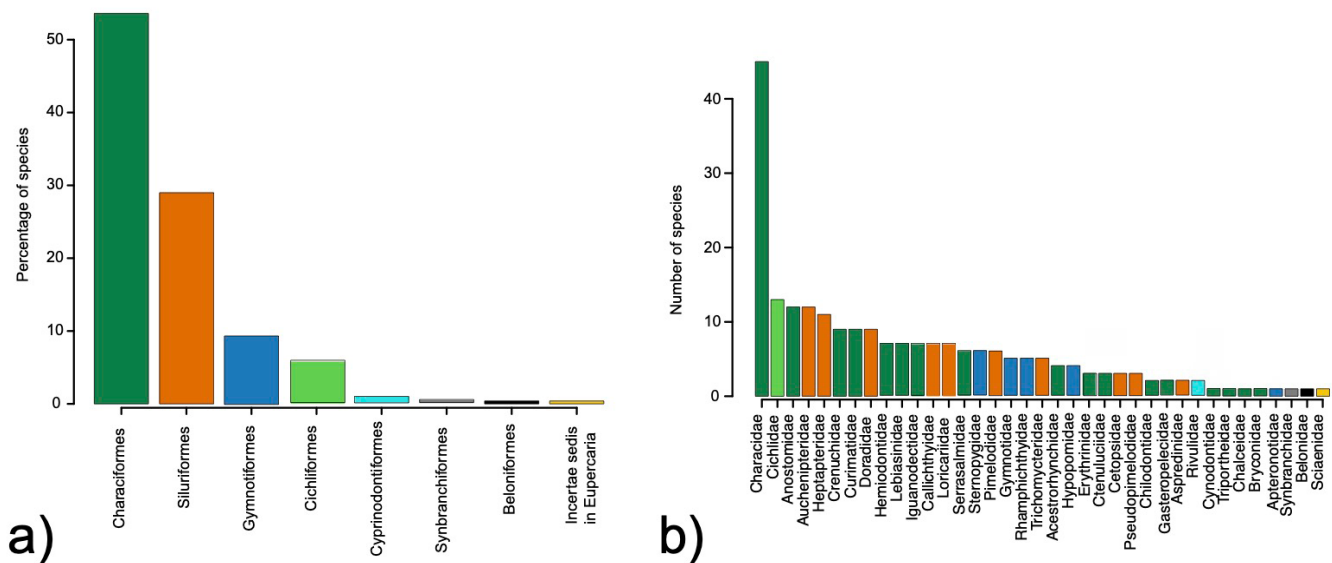 50
40
30
20
10
0
Percentage of species
Characiformes
Siluriformes
Gymnotiformes
Cichliformes
Cyprinodontiformes
Synbranchiformes
Beloniformes
Incertae sedis
in Eupercaria
a)
40
30
20
10
0
Number of species
Characidae
Cichlidae
Anostomidae
Auchenipteridae
Heptapteridae
Crenuchidae
Curimatidae
Doradidae
Hemiodontidae
Lebiasinidae
Iguanodectidae
Callichthyidae
Loricariidae
Serrasalmidae
Sternopygidae
Pimelodidae
Gymnotidae
Rhamphichthyidae
Trichomycteridae
Acestrorhynchidae
Hypopomidae
Erythrinidae
Ctenuluciidae
Cetopsidae
Pseudopimelodidae
Chilodontidae
Gasteropelecidae
Aspredinidae
Rivulidae
Cynodontidae
Triportheidae
Chalceidae
Bryconidae
Apteronotidae
Synbranchidae
Belonidae
Sciaenidae
b)